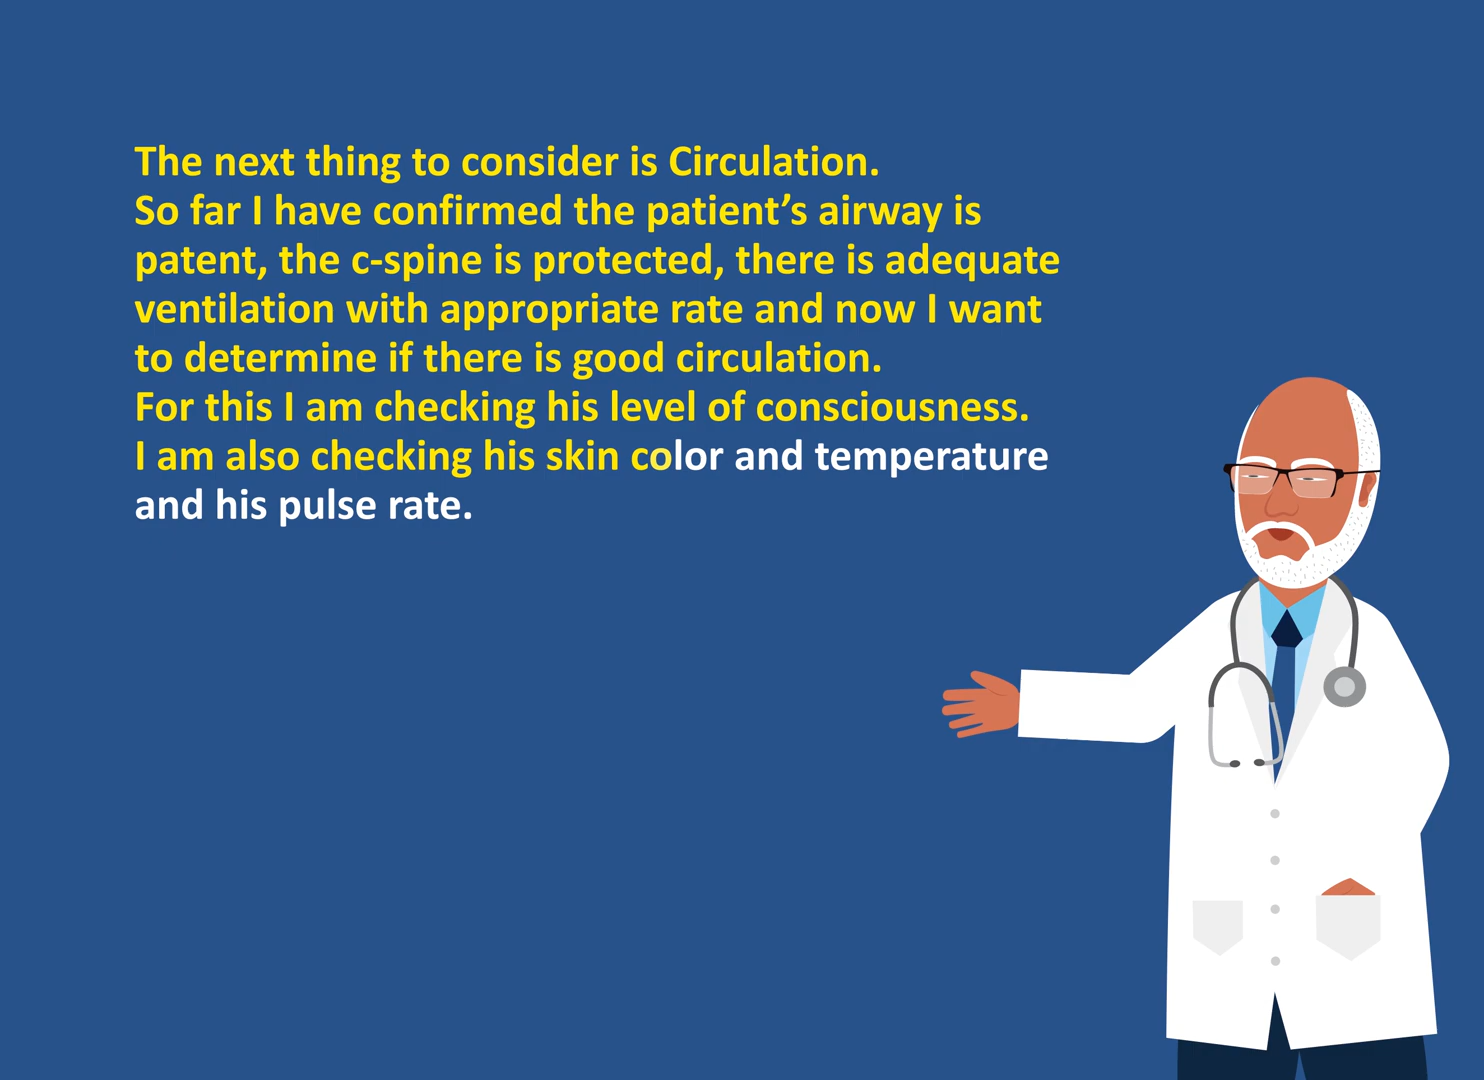 The next thing to consider is Circulation.
So far I have confirmed the patient’s airway is
patent, the c-spine is protected, there is adequate
ventilation with appropriate rate and now I want
to determine if there is good circulation.
For this I am checking his level of consciousness.
I am also checking his skin color and temperature
and his pulse rate.